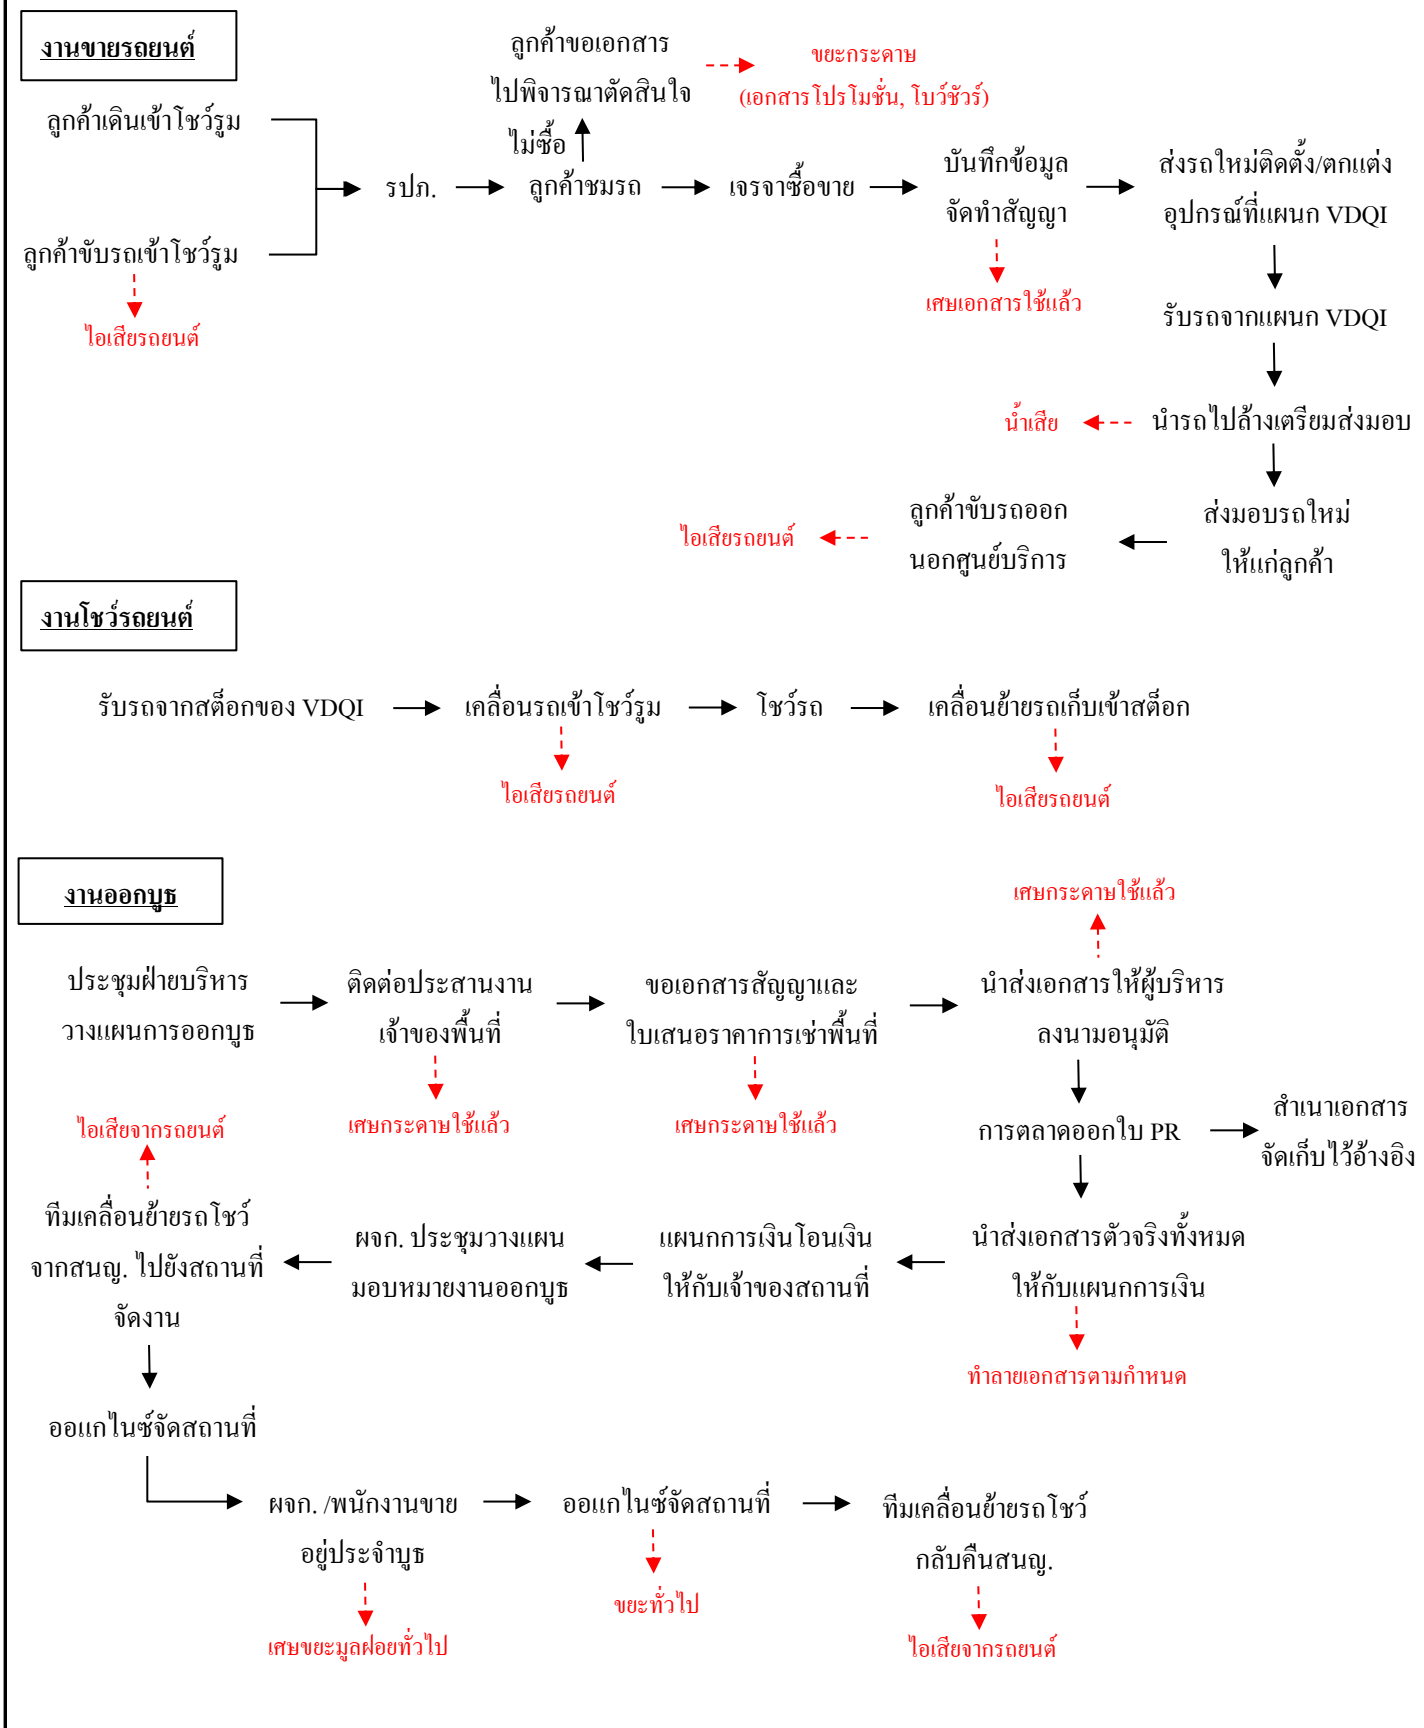 งานขายรถยนต์
ลูกค้าขอเอกสาร
ไปพิจารณาตัดสินใจ
ขยะกระดาษ
(เอกสารโปรโมชั่น, โบว์ชัวร์)
ลูกค้าเดินเข้าโชว์รูม
ไม่ซื้อ
รปภ.
ลูกค้าชมรถ
เจรจาซื้อขาย
บันทึกข้อมูล
จัดทำสัญญา
ส่งรถใหม่ติดตั้ง/ตกแต่ง
อุปกรณ์ที่แผนก VDQI
ลูกค้าขับรถเข้าโชว์รูม
ไอเสียรถยนต์
เศษเอกสารใช้แล้ว
รับรถจากแผนก VDQI
น้ำเสีย
นำรถไปล้างเตรียมส่งมอบ
ไอเสียรถยนต์
ลูกค้าขับรถออก
นอกศูนย์บริการ
ส่งมอบรถใหม่
ให้แก่ลูกค้า
งานโชว์รถยนต์
รับรถจากสต็อกของ VDQI
เคลื่อนรถเข้าโชว์รูม
โชว์รถ
เคลื่อนย้ายรถเก็บเข้าสต็อก
ไอเสียรถยนต์
ไอเสียรถยนต์
งานออกบูธ
เศษกระดาษใช้แล้ว
ประชุมฝ่ายบริหาร
วางแผนการออกบูธ
ติดต่อประสานงาน
เจ้าของพื้นที่
ขอเอกสารสัญญาและ
ใบเสนอราคาการเช่าพื้นที่
นำส่งเอกสารให้ผู้บริหาร
ลงนามอนุมัติ
เศษกระดาษใช้แล้ว
เศษกระดาษใช้แล้ว
การตลาดออกใบ PR
สำเนาเอกสาร
จัดเก็บไว้อ้างอิง
ไอเสียจากรถยนต์
ทีมเคลื่อนย้ายรถโชว์
จากสนญ. ไปยังสถานที่
จัดงาน
ผจก. ประชุมวางแผน
มอบหมายงานออกบูธ
แผนกการเงินโอนเงิน
ให้กับเจ้าของสถานที่
นำส่งเอกสารตัวจริงทั้งหมด
ให้กับแผนกการเงิน
ทำลายเอกสารตามกำหนด
ออแกไนซ์จัดสถานที่
ผจก. /พนักงานขาย
อยู่ประจำบูธ
ออแกไนซ์จัดสถานที่
ทีมเคลื่อนย้ายรถโชว์
กลับคืนสนญ.
เศษขยะมูลฝอยทั่วไป
ขยะทั่วไป
ไอเสียจากรถยนต์